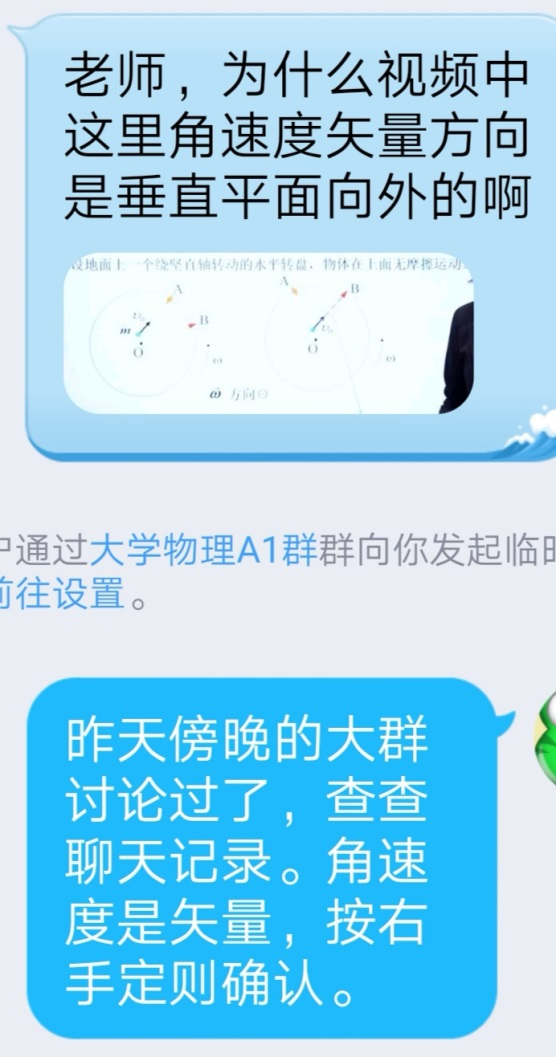 老师，为什么视频中
这里角速度矢量方向
是垂直平面向外的啊
设地面上一个绕竖直轴转动的水平转盘，物体在上面无摩擦运动
A
A
B
B
m
O
O
ω
ω
ω 方向⊙
户通过大学物理A1群群向你发起临时
前往设置。
昨天傍晚的大群
讨论过了，查查
聊天记录。角速
度是矢量，按右
手定则确认。